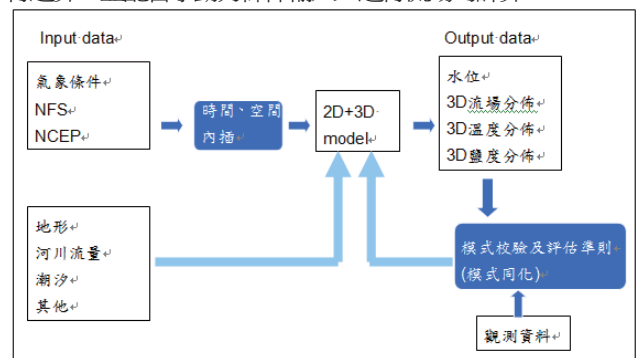 Input data
Output data
氣象條件
NFS
NCEP
時間、空間
內插
2D+3D
model
水位
3D流場分佈
3D溫度分佈
3D鹽度分佈
地形
河川流量
潮汐
其他
模式校驗及評估準則
(模式同化)
觀測資料